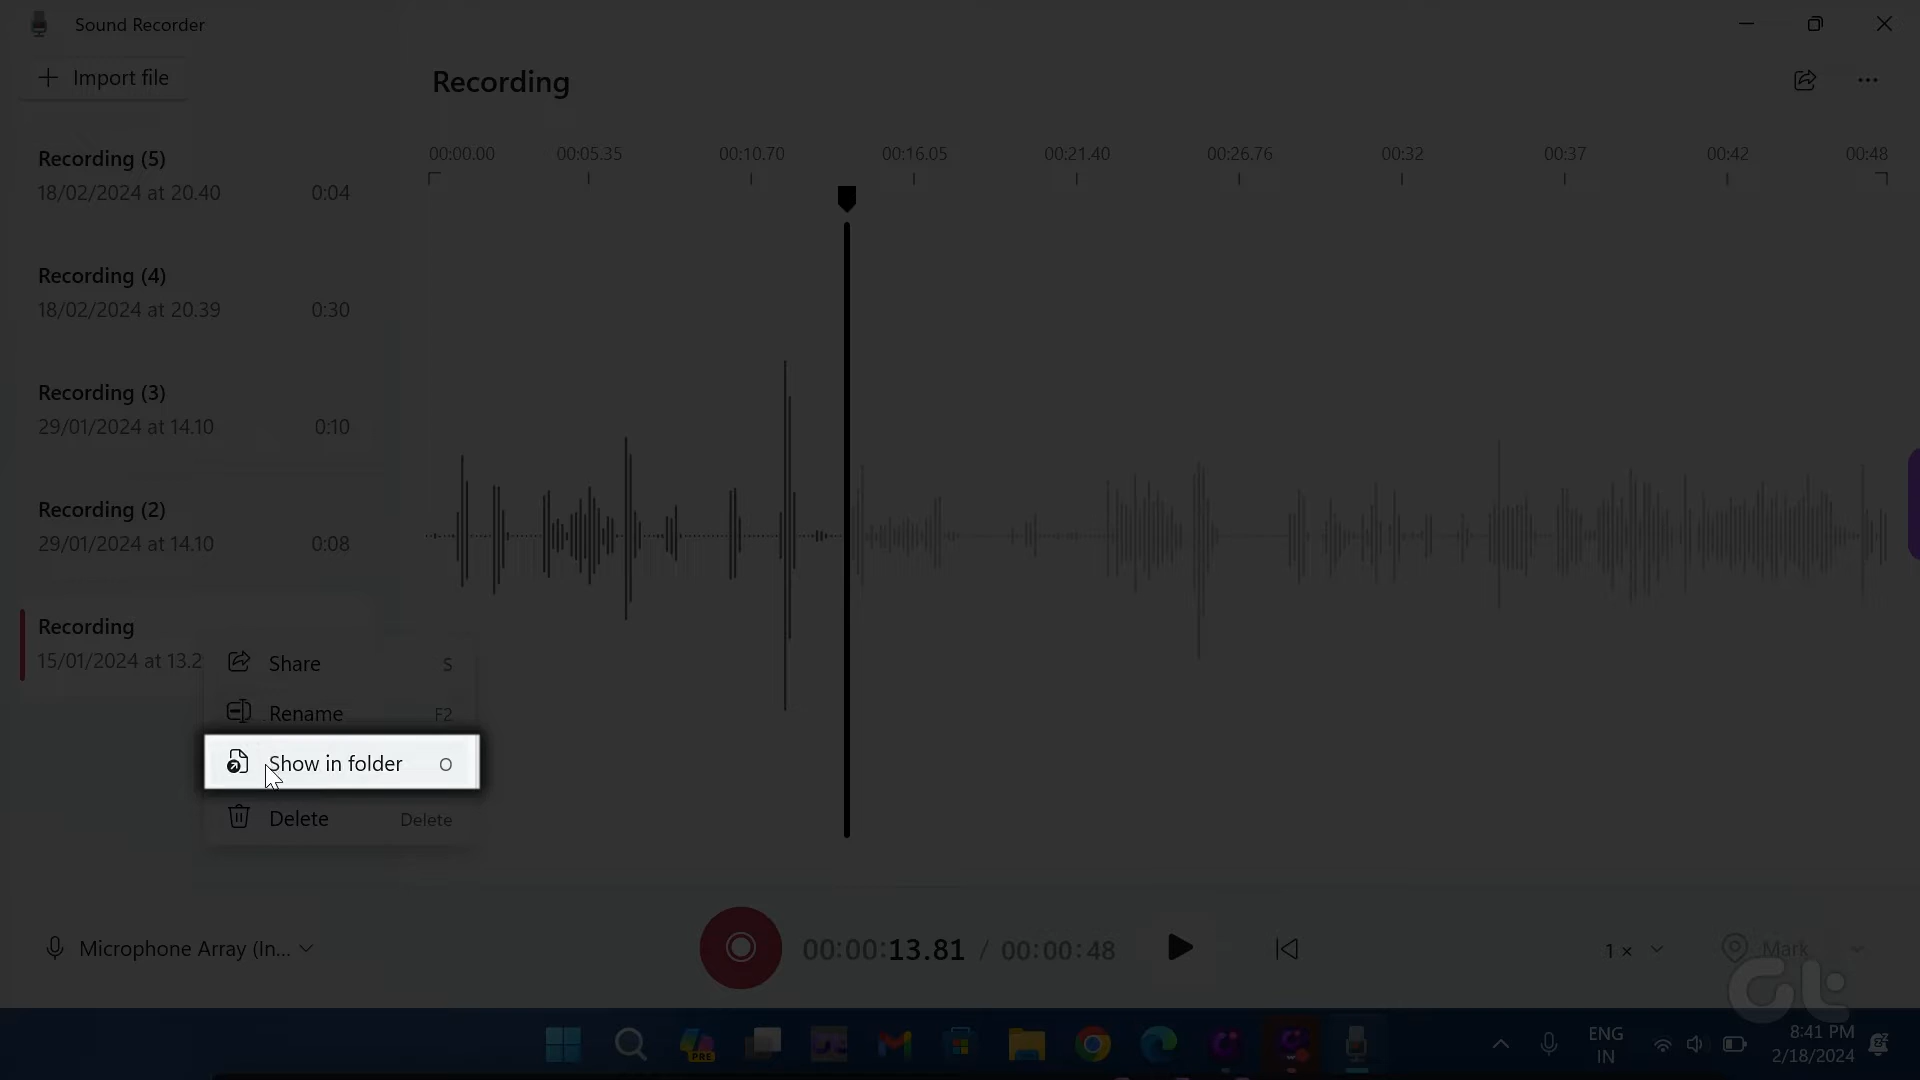 Sound Recorder
Import file
Recording
00:00.00 00:05.35 00:10.70 00:16.05 00:21.40 00:26.76 00:32 00:37 00:42 00:48
Recording (5)
18/02/2024 at 20.40 0:04
Recording (4)
18/02/2024 at 20.39 0:30
Recording (3)
29/01/2024 at 14.10 0:10
Recording (2)
29/01/2024 at 14.10 0:08
Recording
15/01/2024 at 13.2
Share S
Rename F2
Show in folder O
Delete Delete
Microphone Array (In...
00:00:13.81 / 00:00:48
1 ×
Mark
Gt
PRE
ENG
IN
8:41 PM
2/18/2024